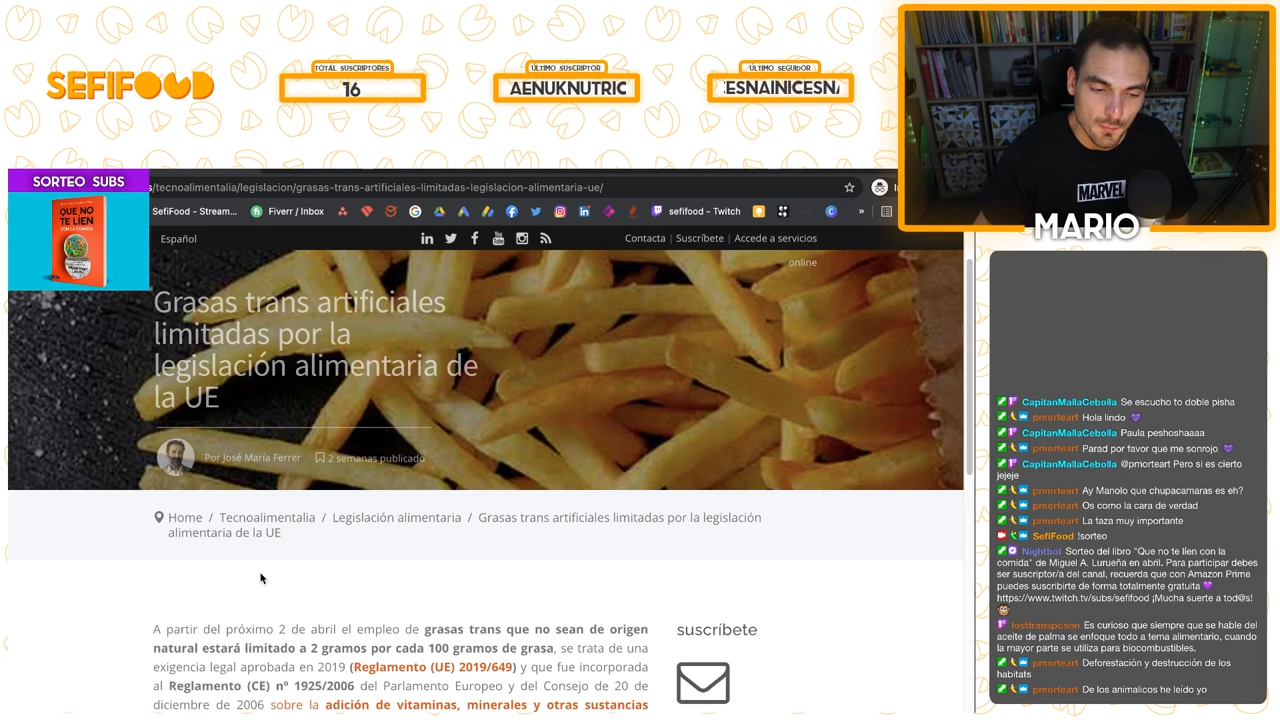 SEFIFOOD
TOTAL SUSCRIPTORES
16
ÚLTIMO SUSCRIPTOR
AENUKNUTRIC
ÚLTIMO SEGUIDOR
ESNAINICESN
MARVEL
MARIO
SORTEO SUBS
QUE NO
TE LÍEN
CON LA COMIDA
/tecnoalimentalia/legislacion/grasas-trans-artificiales-limitadas-legislacion-alimentaria-ue/
SefiFood - Stream...
Fiverr / Inbox
sefifood - Twitch
»
Español
Contacta | Suscríbete | Accede a servicios
online
Grasas trans artificiales
limitadas por la
legislación alimentaria de
la UE
Por José María Ferrer
2 semanas publicado
Home / Tecnoalimentalia / Legislación alimentaria / Grasas trans artificiales limitadas por la legislación
alimentaria de la UE
A partir del próximo 2 de abril el empleo de grasas trans que no sean de origen
natural estará limitado a 2 gramos por cada 100 gramos de grasa, se trata de una
exigencia legal aprobada en 2019 (Reglamento (UE) 2019/649) y que fue incorporada
al Reglamento (CE) nº 1925/2006 del Parlamento Europeo y del Consejo de 20 de
diciembre de 2006 sobre la adición de vitaminas, minerales y otras sustancias
suscríbete
CapitanMallaCebolla Se escucho to doble pisha
pmorteart Hola lindo 💜
CapitanMallaCebolla Paula peshoshaaaa
pmorteart Parad por favor que me sonrojo 💜
CapitanMallaCebolla @pmorteart Pero si es cierto
jejeje
pmorteart Ay Manolo que chupacamaras es eh?
pmorteart Os como la cara de verdad
pmorteart La taza muy importante
SefiFood !sorteo
Nightbot Sorteo del libro "Que no te líen con la
comida" de Miguel A. Lurueña en abril. Para participar debes
ser suscriptor/a del canal, recuerda que con Amazon Prime
puedes suscribirte de forma totalmente gratuita 💜
https://www.twitch.tv/subs/sefifood ¡Mucha suerte a tod@s!
🐵
losttransposon Es curioso que siempre que se habla del
aceite de palma se enfoque todo a tema alimentario, cuando
la mayor parte se utiliza para biocombustibles.
pmorteart Deforestación y destrucción de los
habitats
pmorteart De los animalicos he leído yo